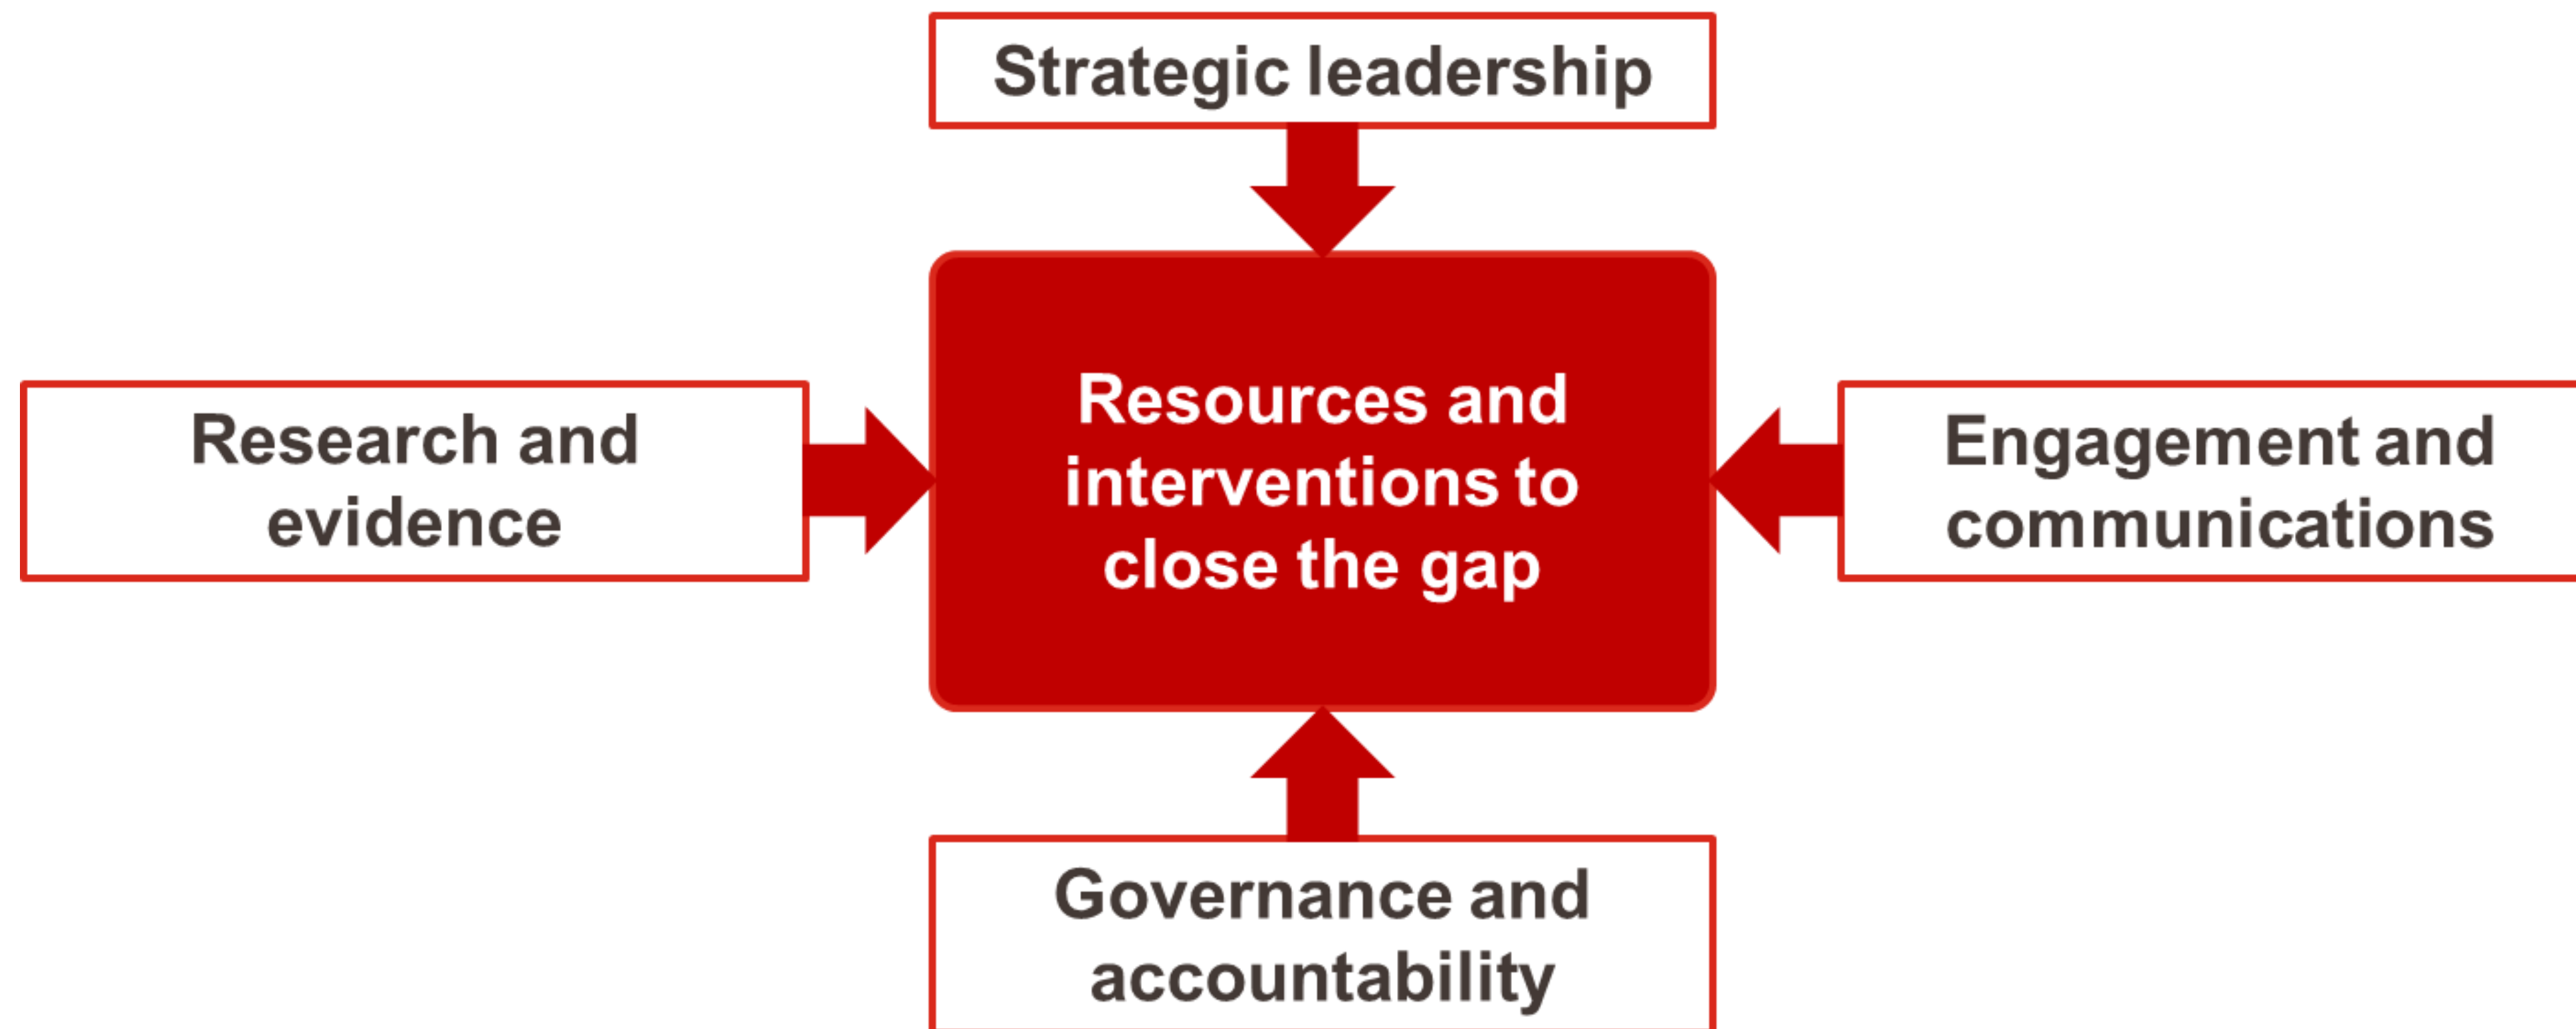 Strategic leadership
Research and
evidence
Resources and
interventions to
close the gap
Engagement and
communications
Governance and
accountability